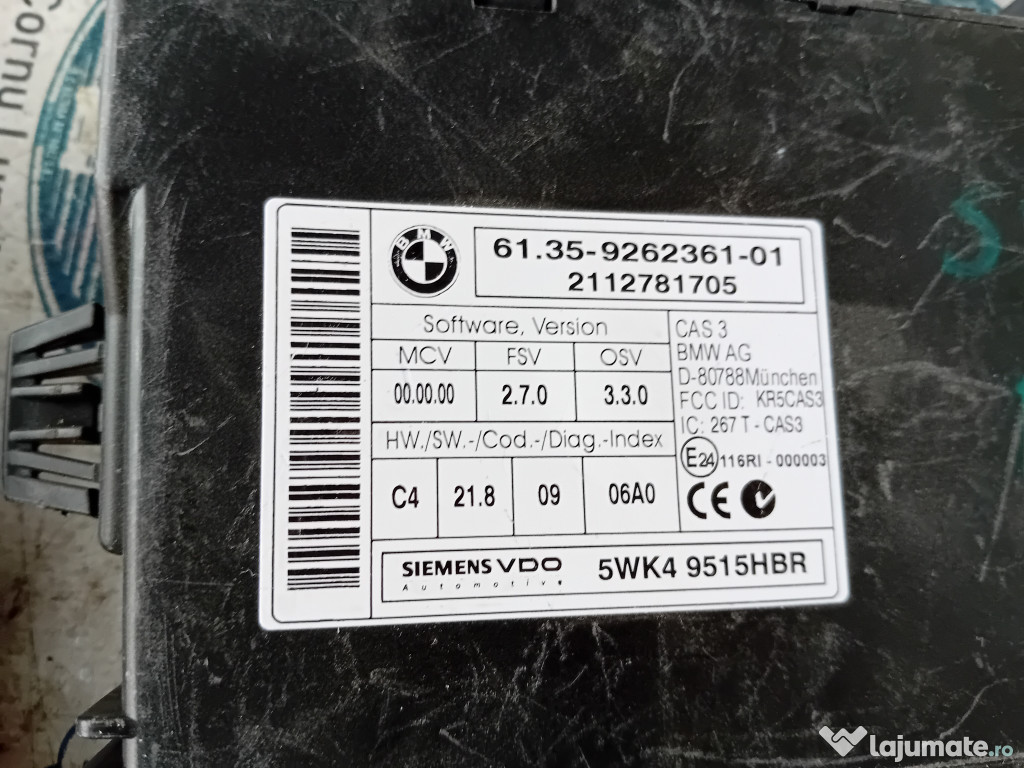 cornu L
BMW
61.35-9262361-01
2112781705
Software, Version
MCV FSV OSV
00.00.00 2.7.0 3.3.0
HW./SW.-/Cod.-/Diag.-Index
C4 21.8 09 06A0
CAS 3
BMW AG
D-80788München
FCC ID: KR5CAS3
IC: 267 T - CAS3
E24 116RI - 000003
CE
SIEMENS VDO
Automotive
5WK4 9515HBR
lajumate.ro